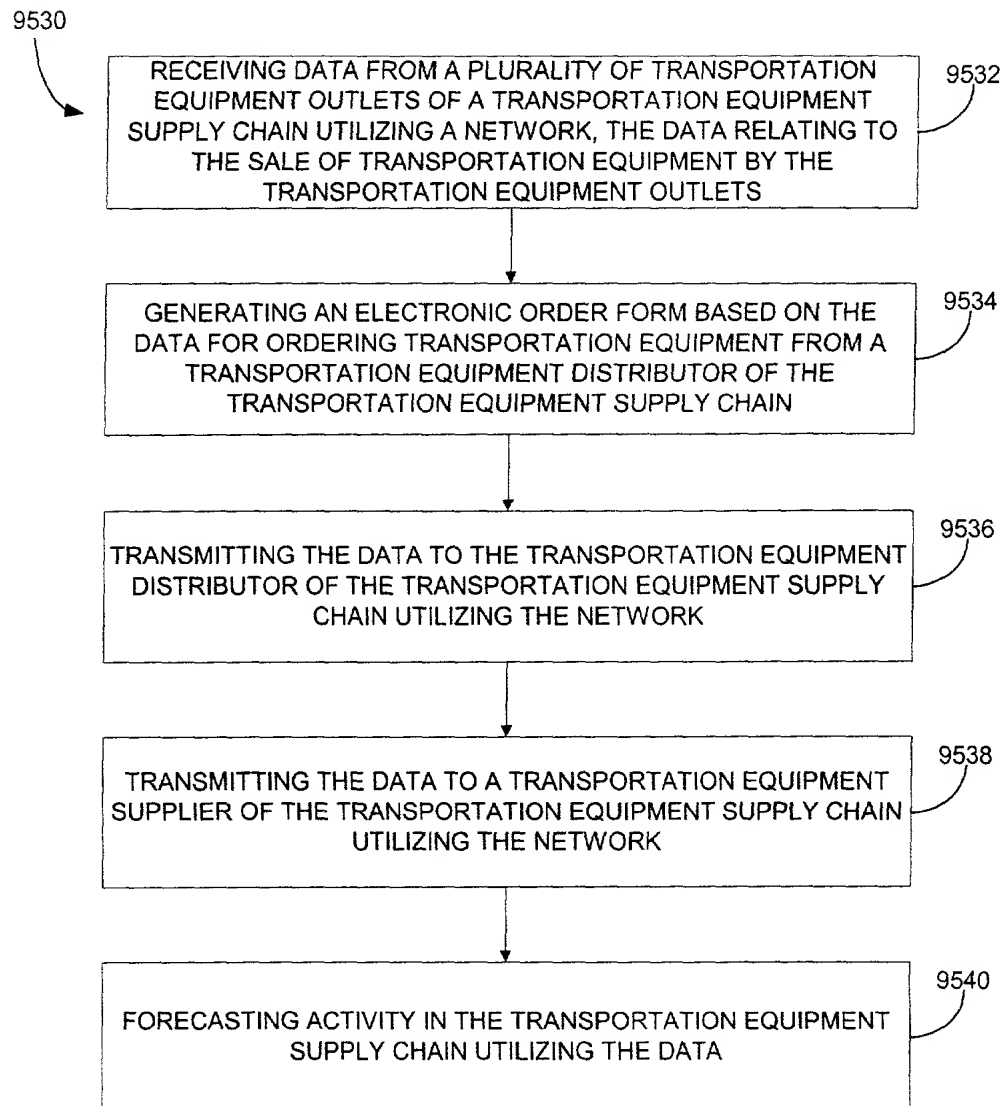 9530
RECEIVING DATA FROM A PLURALITY OF TRANSPORTATION
EQUIPMENT OUTLETS OF A TRANSPORTATION EQUIPMENT
SUPPLY CHAIN UTILIZING A NETWORK, THE DATA RELATING TO
THE SALE OF TRANSPORTATION EQUIPMENT BY THE
TRANSPORTATION EQUIPMENT OUTLETS
9532
GENERATING AN ELECTRONIC ORDER FORM BASED ON THE
DATA FOR ORDERING TRANSPORTATION EQUIPMENT FROM A
TRANSPORTATION EQUIPMENT DISTRIBUTOR OF THE
TRANSPORTATION EQUIPMENT SUPPLY CHAIN
9534
TRANSMITTING THE DATA TO THE TRANSPORTATION EQUIPMENT
DISTRIBUTOR OF THE TRANSPORTATION EQUIPMENT SUPPLY
CHAIN UTILIZING THE NETWORK
9536
TRANSMITTING THE DATA TO A TRANSPORTATION EQUIPMENT
SUPPLIER OF THE TRANSPORTATION EQUIPMENT SUPPLY CHAIN
UTILIZING THE NETWORK
9538
FORECASTING ACTIVITY IN THE TRANSPORTATION EQUIPMENT
SUPPLY CHAIN UTILIZING THE DATA
9540